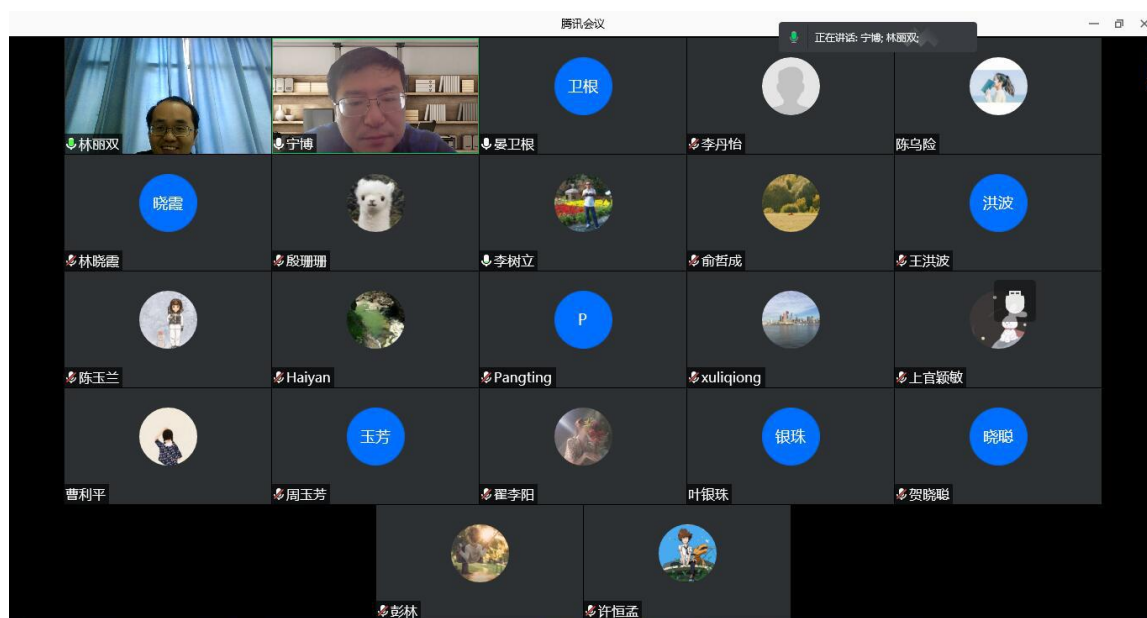 腾讯会议
正在讲话: 宁博; 林丽双;
林丽双
宁博
卫根
晏卫根
李丹怡
陈乌险
晓霞
林晓霞
殷珊珊
李树立
俞哲成
洪波
王洪波
陈玉兰
Haiyan
P
Pangting
xuliqiong
上官颖敏
曹利平
玉芳
周玉芳
翟李阳
银珠
叶银珠
晓聪
贺晓聪
彭林
许恒孟